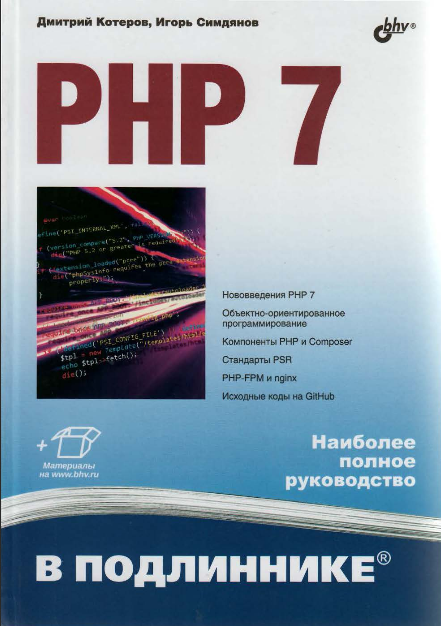 Дмитрий Котеров, Игорь Симдянов
bhv®
PHP 7
Нововведения PHP 7
Объектно-ориентированное
программирование
Компоненты PHP и Composer
Стандарты PSR
PHP-FPM и nginx
Исходные коды на GitHub
+
Материалы
на www.bhv.ru
Наиболее
полное
руководство
В ПОДЛИННИКЕ®